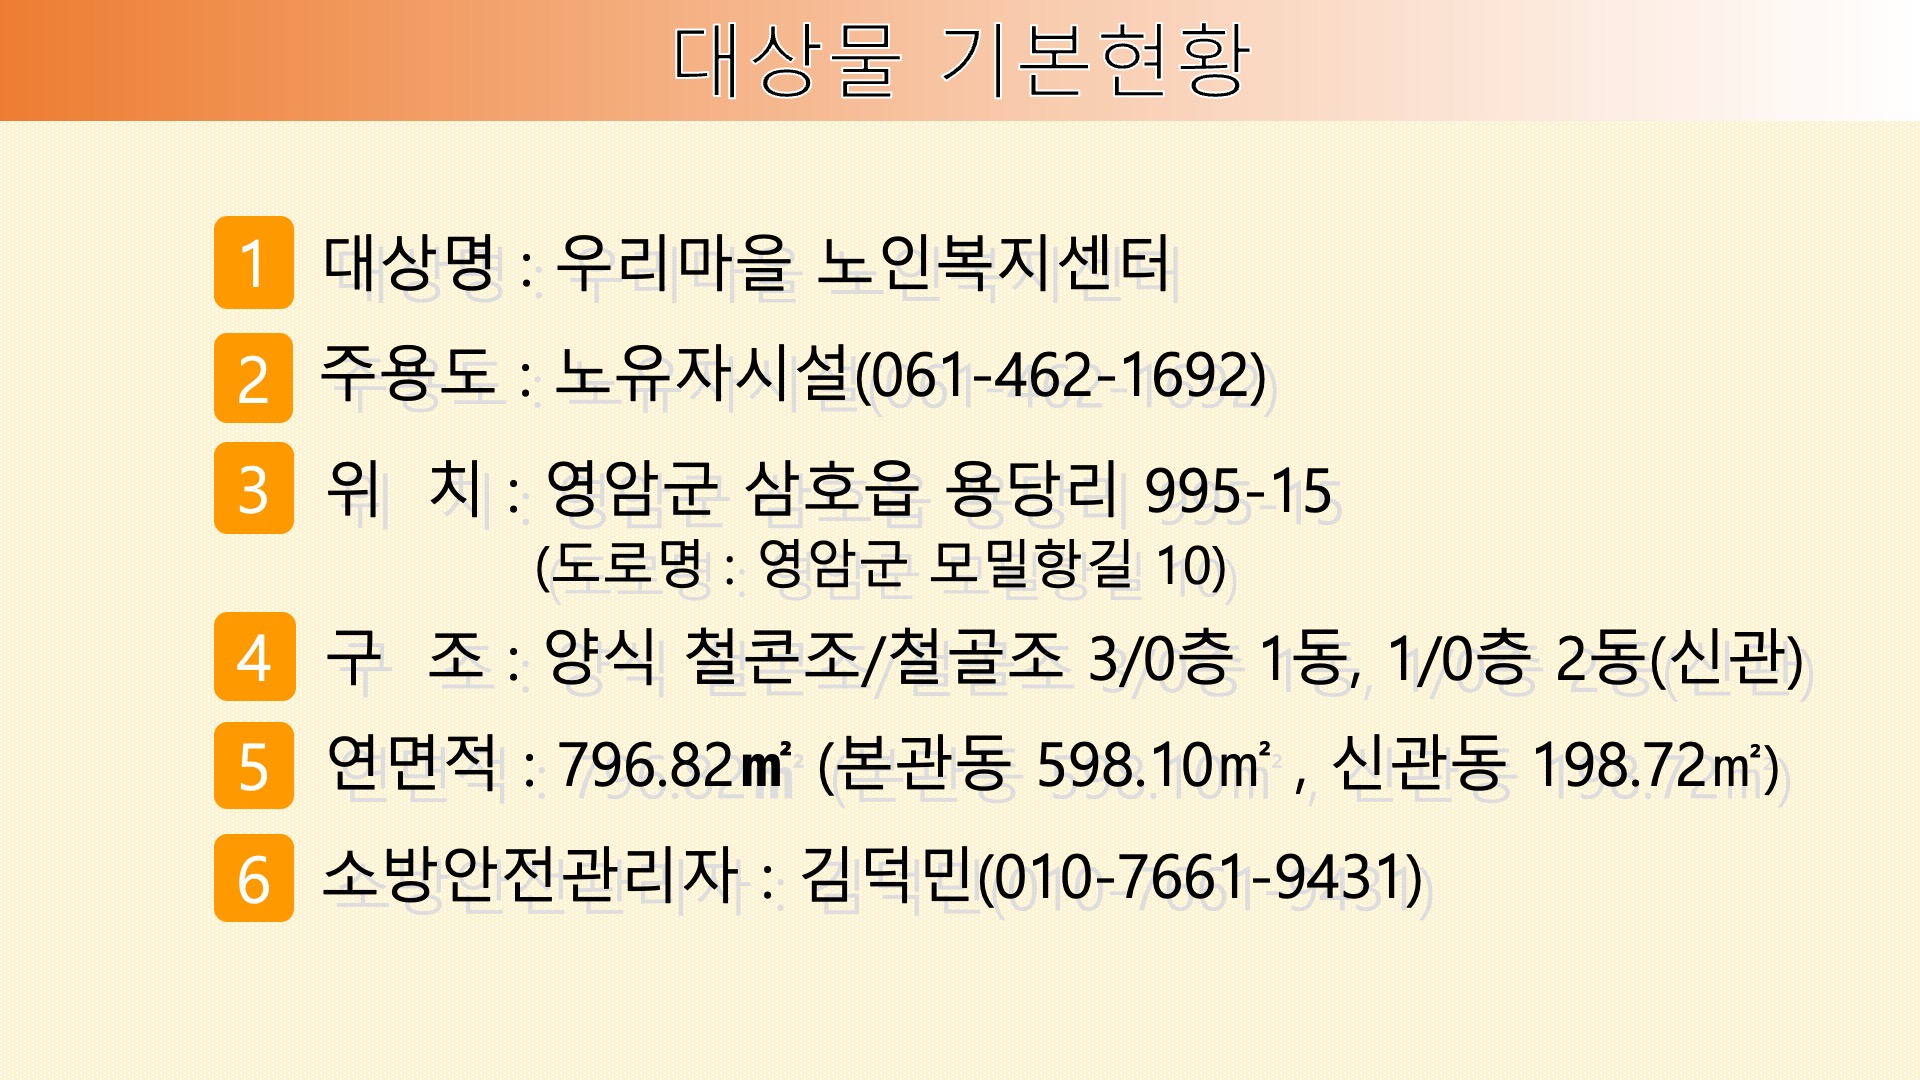 대상물 기본현황
1 대상명 : 우리마을 노인복지센터
2 주용도 : 노유자시설(061-462-1692)
3 위 치 : 영암군 삼호읍 용당리 995-15
(도로명 : 영암군 모밀항길 10)
4 구 조 : 양식 철콘조/철골조 3/0층 1동, 1/0층 2동(신관)
5 연면적 : 796.82㎡ (본관동 598.10㎡ , 신관동 198.72㎡)
6 소방안전관리자 : 김덕민(010-7661-9431)